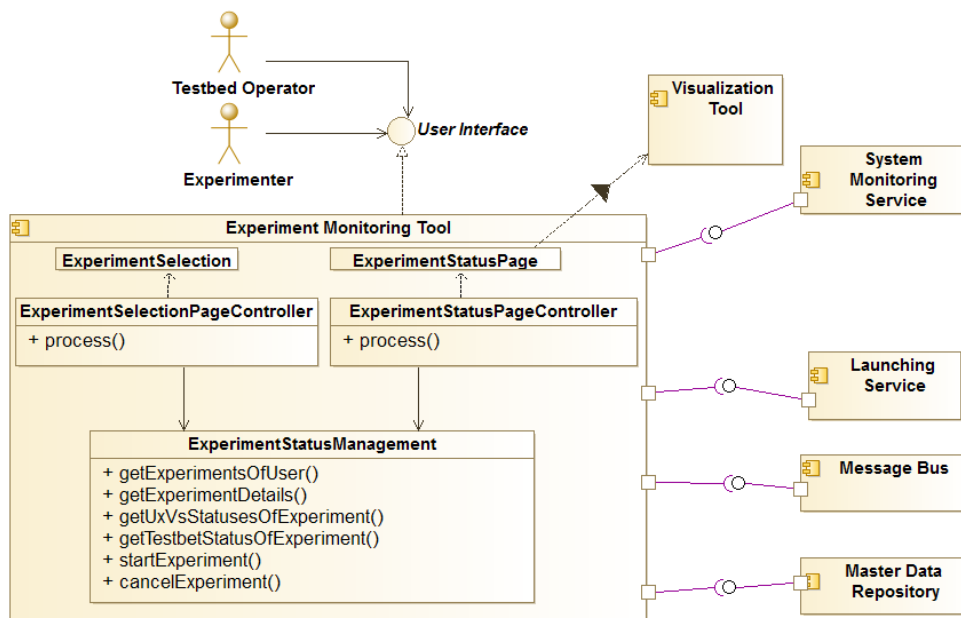 Testbed Operator
User Interface
Experimenter
Visualization
Tool
System
Monitoring
Service
Experiment Monitoring Tool
ExperimentSelection
ExperimentStatusPage
ExperimentSelectionPageController
+ process()
ExperimentStatusPageController
+ process()
Launching
Service
ExperimentStatusManagement
+ getExperimentsOfUser()
+ getExperimentDetails()
+ getUxVsStatusesOfExperiment()
+ getTestbetStatusOfExperiment()
+ startExperiment()
+ cancelExperiment()
Message Bus
Master Data
Repository